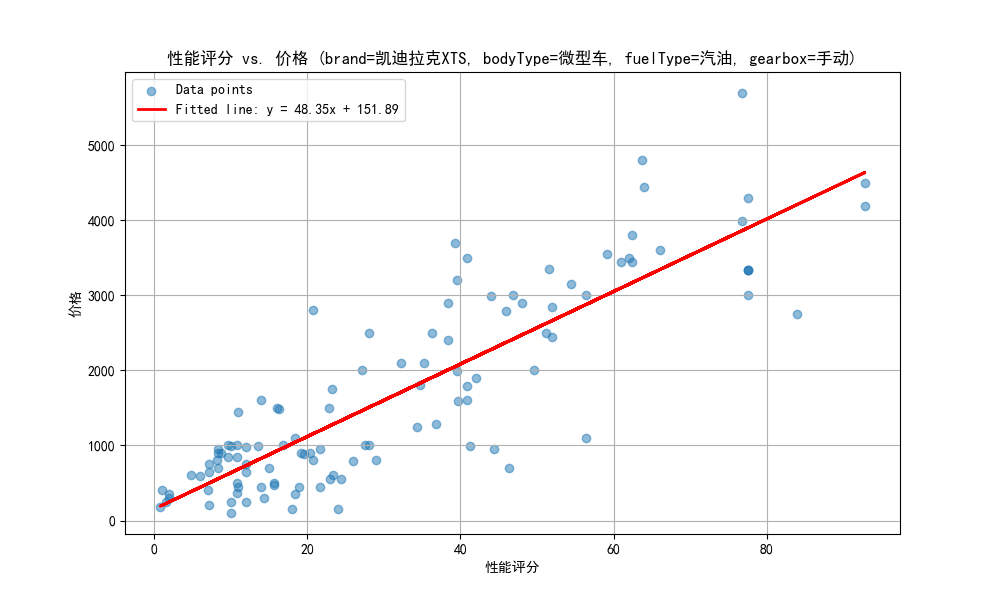 性能评分 vs. 价格 (brand=凯迪拉克XTS, bodyType=微型车, fuelType=汽油, gearbox=手动)
Data points
Fitted line: y = 48.35x + 151.89
5000
4000
3000
2000
1000
0
价格
0 20 40 60 80
性能评分